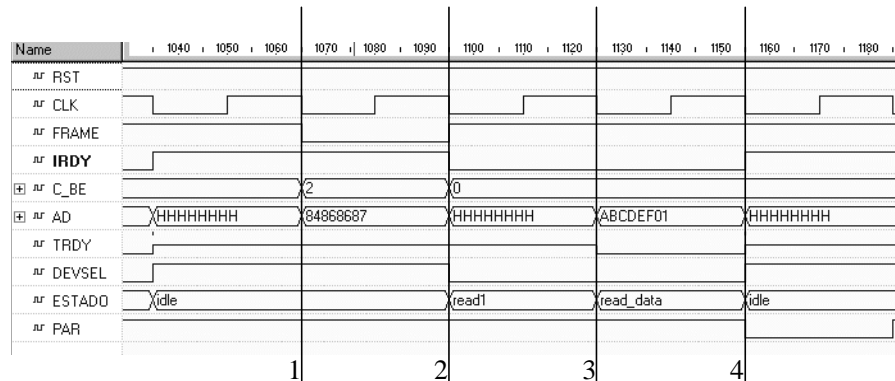 Name 1040 1050 1060 1070 1080 1090 1100 1110 1120 1130 1140 1150 1160 1170 1180
RST
CLK
FRAME
IRDY
C_BE 2 0
AD HHHHHHHH 84868687 HHHHHHHH ABCDEF01 HHHHHHHH
TRDY
DEVSEL
ESTADO idle read1 read_data idle
PAR
1 2 3 4